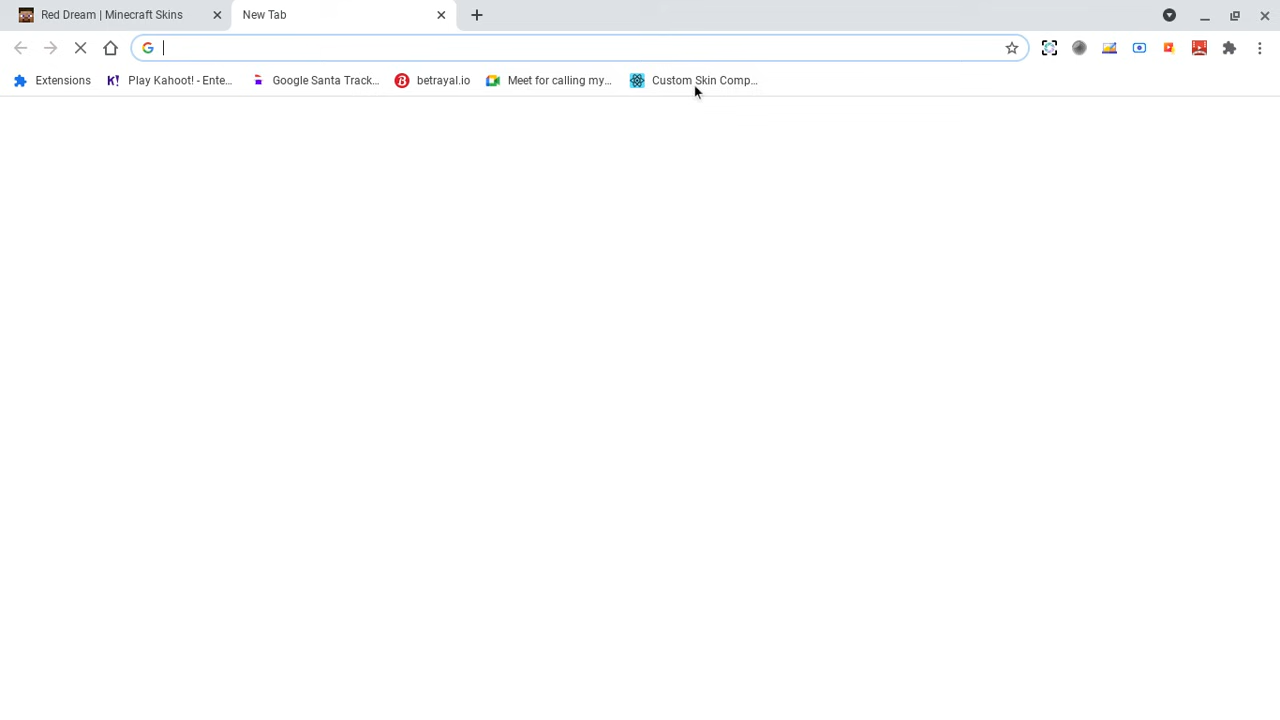 Red Dream | Minecraft Skins
New Tab
Extensions
K! Play Kahoot! - Ente...
Google Santa Track...
B betrayal.io
Meet for calling my...
Custom Skin Comp...